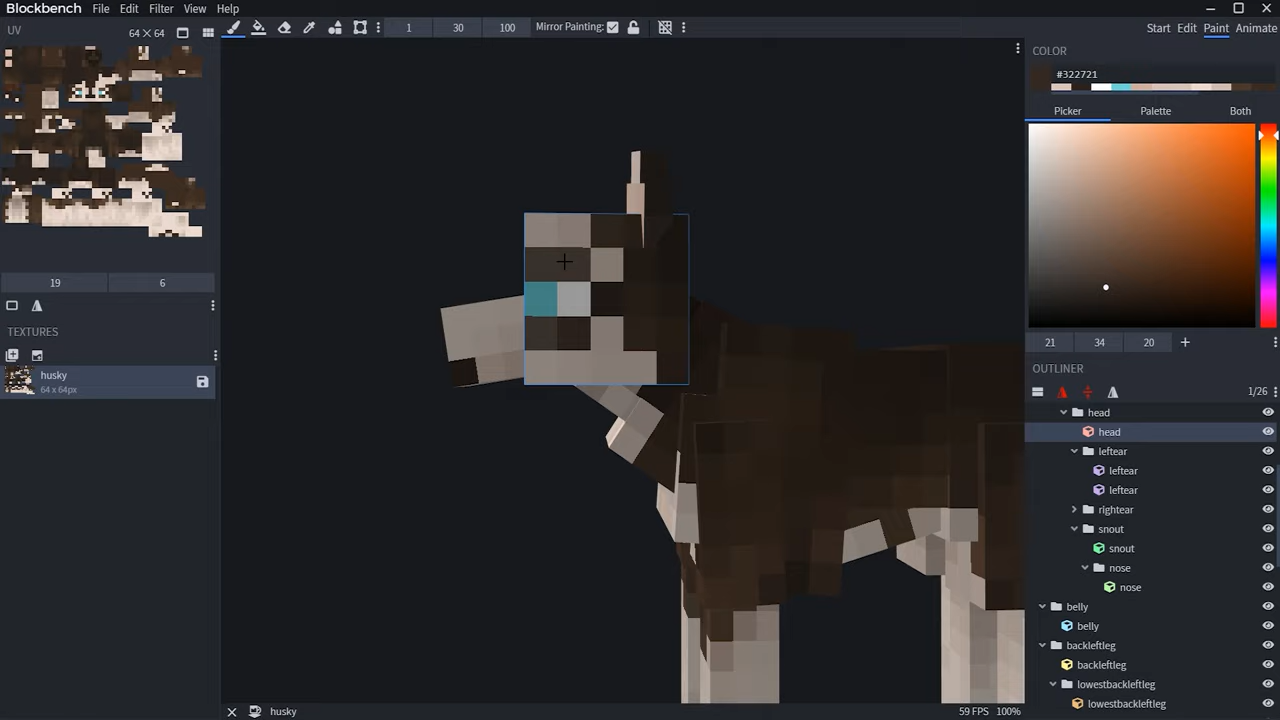 Blockbench File Edit Filter View Help
UV 64 × 64 1 30 100 Mirror Painting: Start Edit Paint Animate
COLOR
#322721
Picker Palette Both
19 6
TEXTURES
husky
64 x 64px
21 34 20
OUTLINER
1/26
head
head
leftear
leftear
leftear
rightear
snout
snout
nose
nose
belly
belly
backleftleg
backleftleg
lowestbackleftleg
lowestbackleftleg
husky 59 FPS 100%